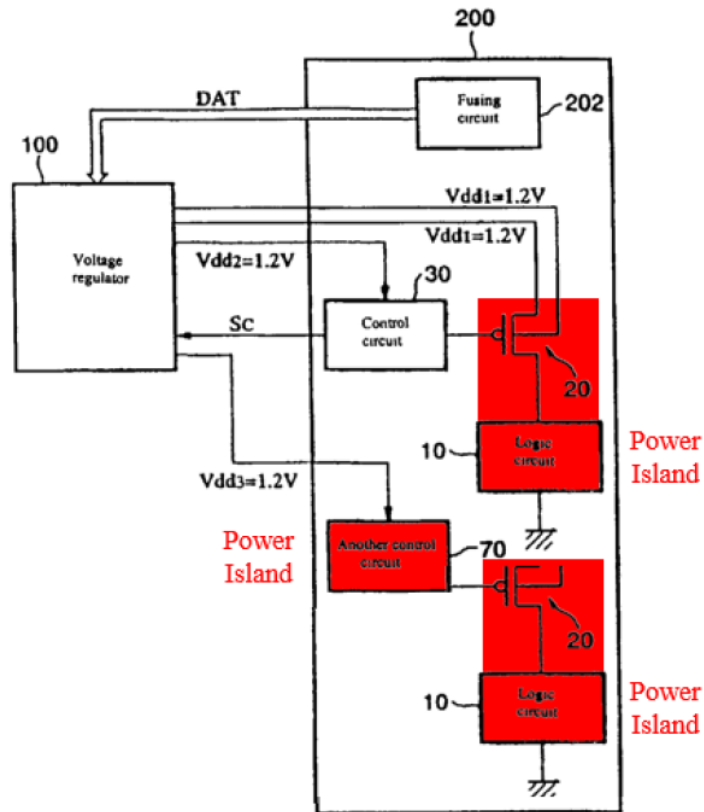 200
DAT
Fusing
circuit
202
100
Vdd1=1.2V
Vdd1=1.2V
Voltage
regulator
Vdd2=1.2V
30
SC
Control
circuit
20
10
Logic
circuit
Power
Island
Vdd3=1.2V
Power
Island
Another control
circuit
70
20
10
Logic
circuit
Power
Island